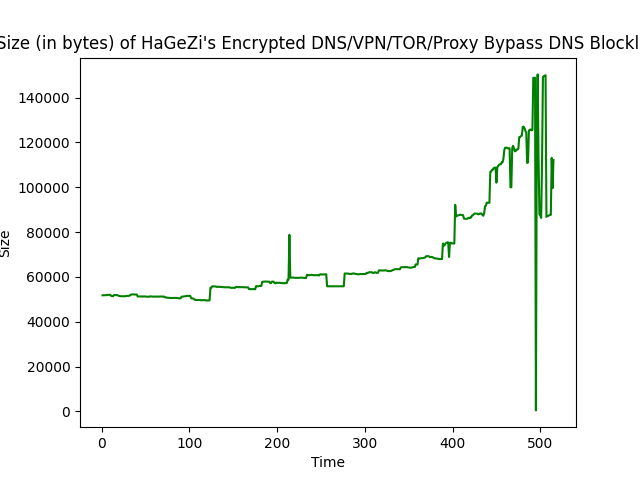 Size (in bytes) of HaGeZi's Encrypted DNS/VPN/TOR/Proxy Bypass DNS Blockl
140000
120000
100000
80000
60000
40000
20000
0
Size
0 100 200 300 400 500
Time